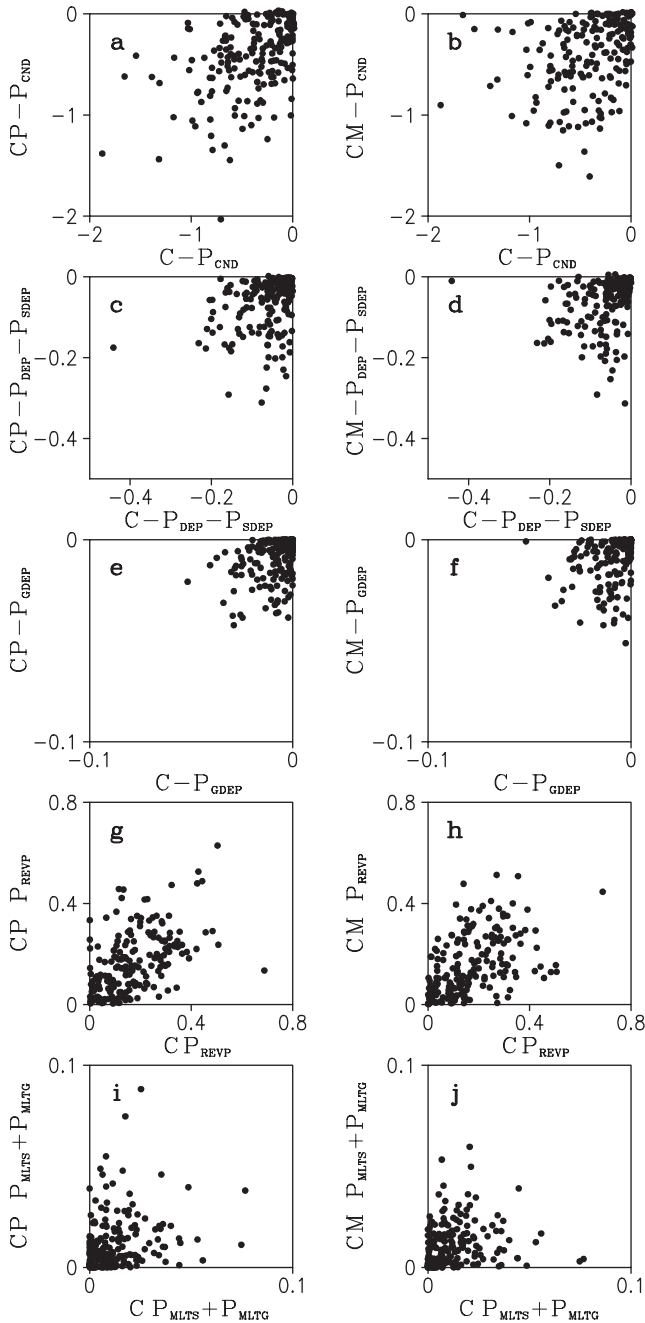 a
CP−P_CND
0
−1
−2
−2 −1 0
C−P_CND
b
CM−P_CND
0
−1
−2
−2 −1 0
C−P_CND
c
CP−P_DEP−P_SDEP
0
−0.2
−0.4
−0.4 −0.2 0
C−P_DEP−P_SDEP
d
CM−P_DEP−P_SDEP
0
−0.2
−0.4
−0.4 −0.2 0
C−P_DEP−P_SDEP
e
CP−P_GDEP
0
−0.1
−0.1 0
C−P_GDEP
f
CM−P_GDEP
0
−0.1
−0.1 0
C−P_GDEP
g
CP P_REVP
0.8
0.4
0
0 0.4 0.8
CP_REVP
h
CM P_REVP
0.8
0.4
0
0 0.4 0.8
CP_REVP
i
CP P_MLTS+P_MLTG
0.1
0
0 0.1
C P_MLTS+P_MLTG
j
CM P_MLTS+P_MLTG
0.1
0
0 0.1
C P_MLTS+P_MLTG